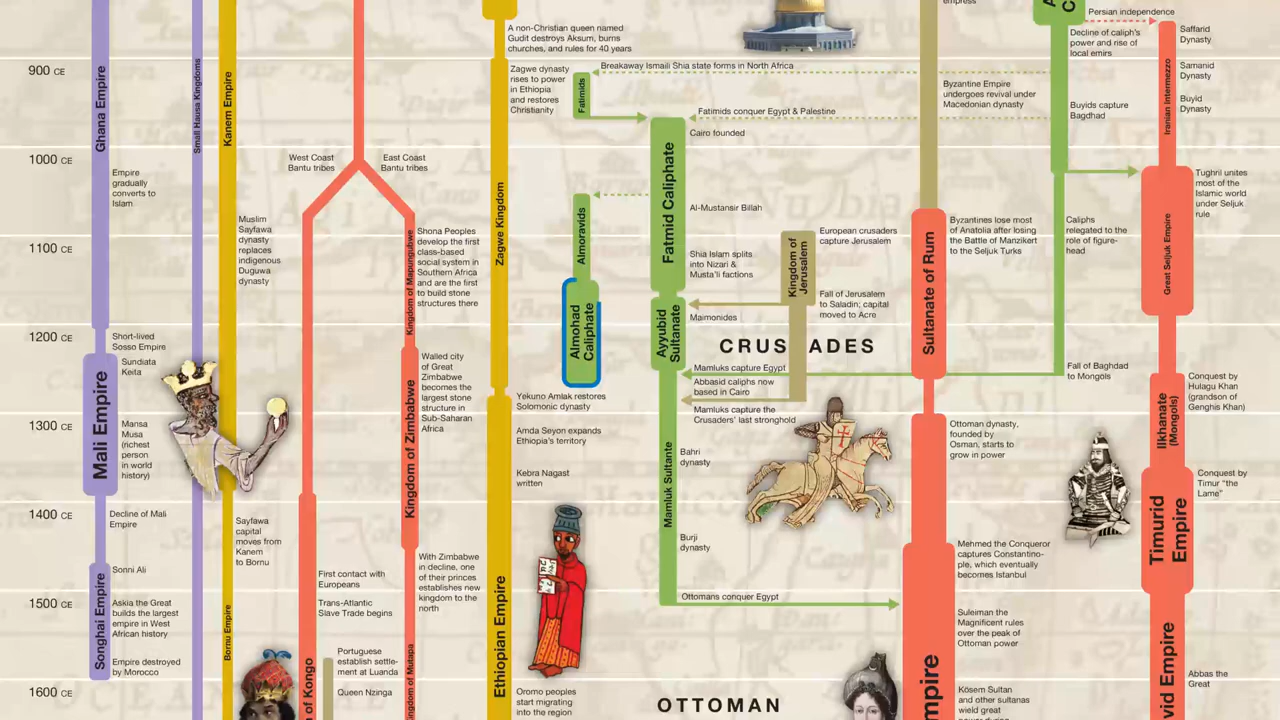 900 CE
1000 CE
1100 CE
1200 CE
1300 CE
1400 CE
1500 CE
1600 CE
Ghana Empire
Empire
gradually
converts to
Islam
Short-lived
Sosso Empire
Sundiata
Keita
Mali Empire
Mansa
Musa
(richest
person
in world
history)
Decline of Mali
Empire
Sonni Ali
Songhai Empire
Askia the Great
builds the largest
empire in West
African history
Empire destroyed
by Morocco
Small Hausa Kingdoms
Kanem Empire
Muslim
Sayfawa
dynasty
replaces
indigenous
Duguwa
dynasty
Sayfawa
capital
moves from
Kanem
to Bornu
Bornu Empire
West Coast
Bantu tribes
East Coast
Bantu tribes
First contact with
Europeans
Trans-Atlantic
Slave Trade begins
Portuguese
establish settle-
ment at Luanda
Queen Nzinga
of Kongo
Kingdom of Mapungubwe
Shona Peoples
develop the first
class-based
social system in
Southern Africa
and are the first
to build stone
structures there
Kingdom of Zimbabwe
Walled city
of Great
Zimbabwe
becomes the
largest stone
structure in
Sub-Saharan
Africa
With Zimbabwe
in decline, one
of their princes
establishes new
kingdom to the
north
ngdom of Mutapa
A non-Christian queen named
Gudit destroys Aksum, burns
churches, and rules for 40 years
Zagwe dynasty
rises to power
in Ethiopia
and restores
Christianity
Zagwe Kingdom
Yekuno Amlak restores
Solomonic dynasty
Amda Seyon expands
Ethiopia's territory
Kebra Nagast
written
Ethiopian Empire
Oromo peoples
start migrating
into the region
Breakaway Ismaili Shia state forms in North Africa
Fatimids
Fatimids conquer Egypt & Palestine
Cairo founded
Fatmid Caliphate
Almoravids
Almohad
Caliphate
Al-Mustansir Billah
Shia Islam splits
into Nizari &
Musta'li factions
Ayyubid
Sultanate
Maimonides
Kingdom of
Jerusalem
European crusaders
capture Jerusalem
Fall of Jerusalem
to Saladin; capital
moved to Acre
CRUSADES
Mamluks capture Egypt
Abbasid caliphs now
based in Cairo
Mamluks capture the
Crusaders' last stronghold
Mamluk Sultante
Bahri
dynasty
Burji
dynasty
Ottomans conquer Egypt
OTTOMAN
empress
Byzantine Empire
undergoes revival under
Macedonian dynasty
Sultanate of Rum
Byzantines lose most
of Anatolia after losing
the Battle of Manzikert
to the Seljuk Turks
Ottoman dynasty,
founded by
Osman, starts to
grow in power
Mehmed the Conqueror
captures Constantino-
ple, which eventually
becomes Istanbul
Suleiman the
Magnificent rules
over the peak of
Ottoman power
Kösem Sultan
and other sultanas
wield great
mpire
Persian independence
Decline of caliph's
power and rise of
local emirs
Buyids capture
Bagdhad
Caliphs
relegated to the
role of figure-
head
Fall of Baghdad
to Mongols
Saffarid
Dynasty
Samanid
Dynasty
Buyid
Dynasty
Iranian Intermezzo
Tughril unites
most of the
Islamic world
under Seljuk
rule
Great Seljuk Empire
Conquest by
Hulagu Khan
(grandson of
Genghis Khan)
Ilkhanate
(Mongols)
Conquest by
Timur "the
Lame"
Timurid
Empire
Abbas the
Great
vid Empire